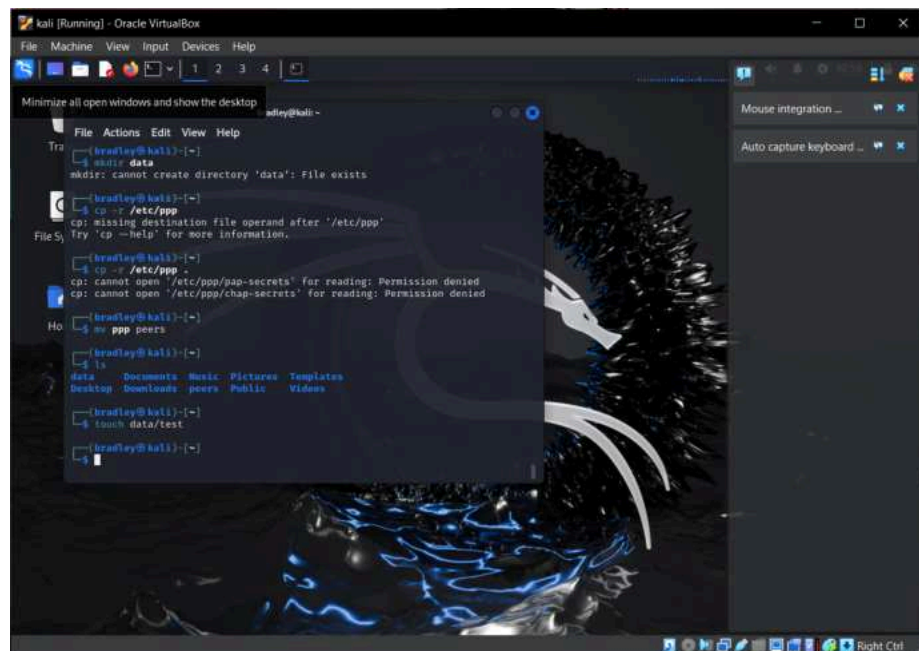 kali [Running] - Oracle VirtualBox
File Machine View Input Devices Help
1 2 3 4
Minimize all open windows and show the desktop
bradley@kali: ~
Mouse integration ...
File Actions Edit View Help
Tra
┌──(bradley㉿kali)-[~]
└─$ mkdir data
mkdir: cannot create directory 'data': File exists
Auto capture keyboard ...
┌──(bradley㉿kali)-[~]
└─$ cp -r /etc/ppp
cp: missing destination file operand after '/etc/ppp'
Try 'cp --help' for more information.
File Sy
┌──(bradley㉿kali)-[~]
└─$ cp -r /etc/ppp .
cp: cannot open '/etc/ppp/pap-secrets' for reading: Permission denied
cp: cannot open '/etc/ppp/chap-secrets' for reading: Permission denied
┌──(bradley㉿kali)-[~]
└─$ mv ppp peers
Ho
┌──(bradley㉿kali)-[~]
└─$ ls
data Documents Music Pictures Templates
Desktop Downloads peers Public Videos
┌──(bradley㉿kali)-[~]
└─$ touch data/test
┌──(bradley㉿kali)-[~]
└─$
Right Ctrl